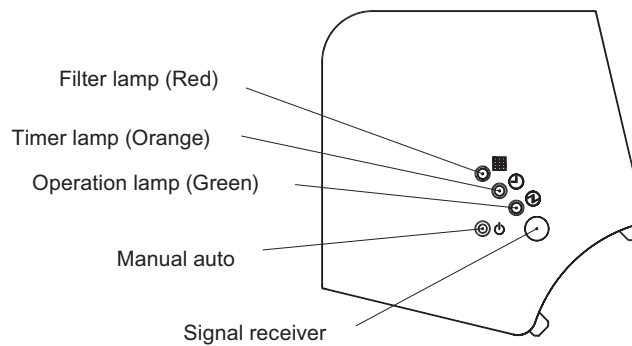 Filter lamp (Red)
Timer lamp (Orange)
Operation lamp (Green)
Manual auto
Signal receiver